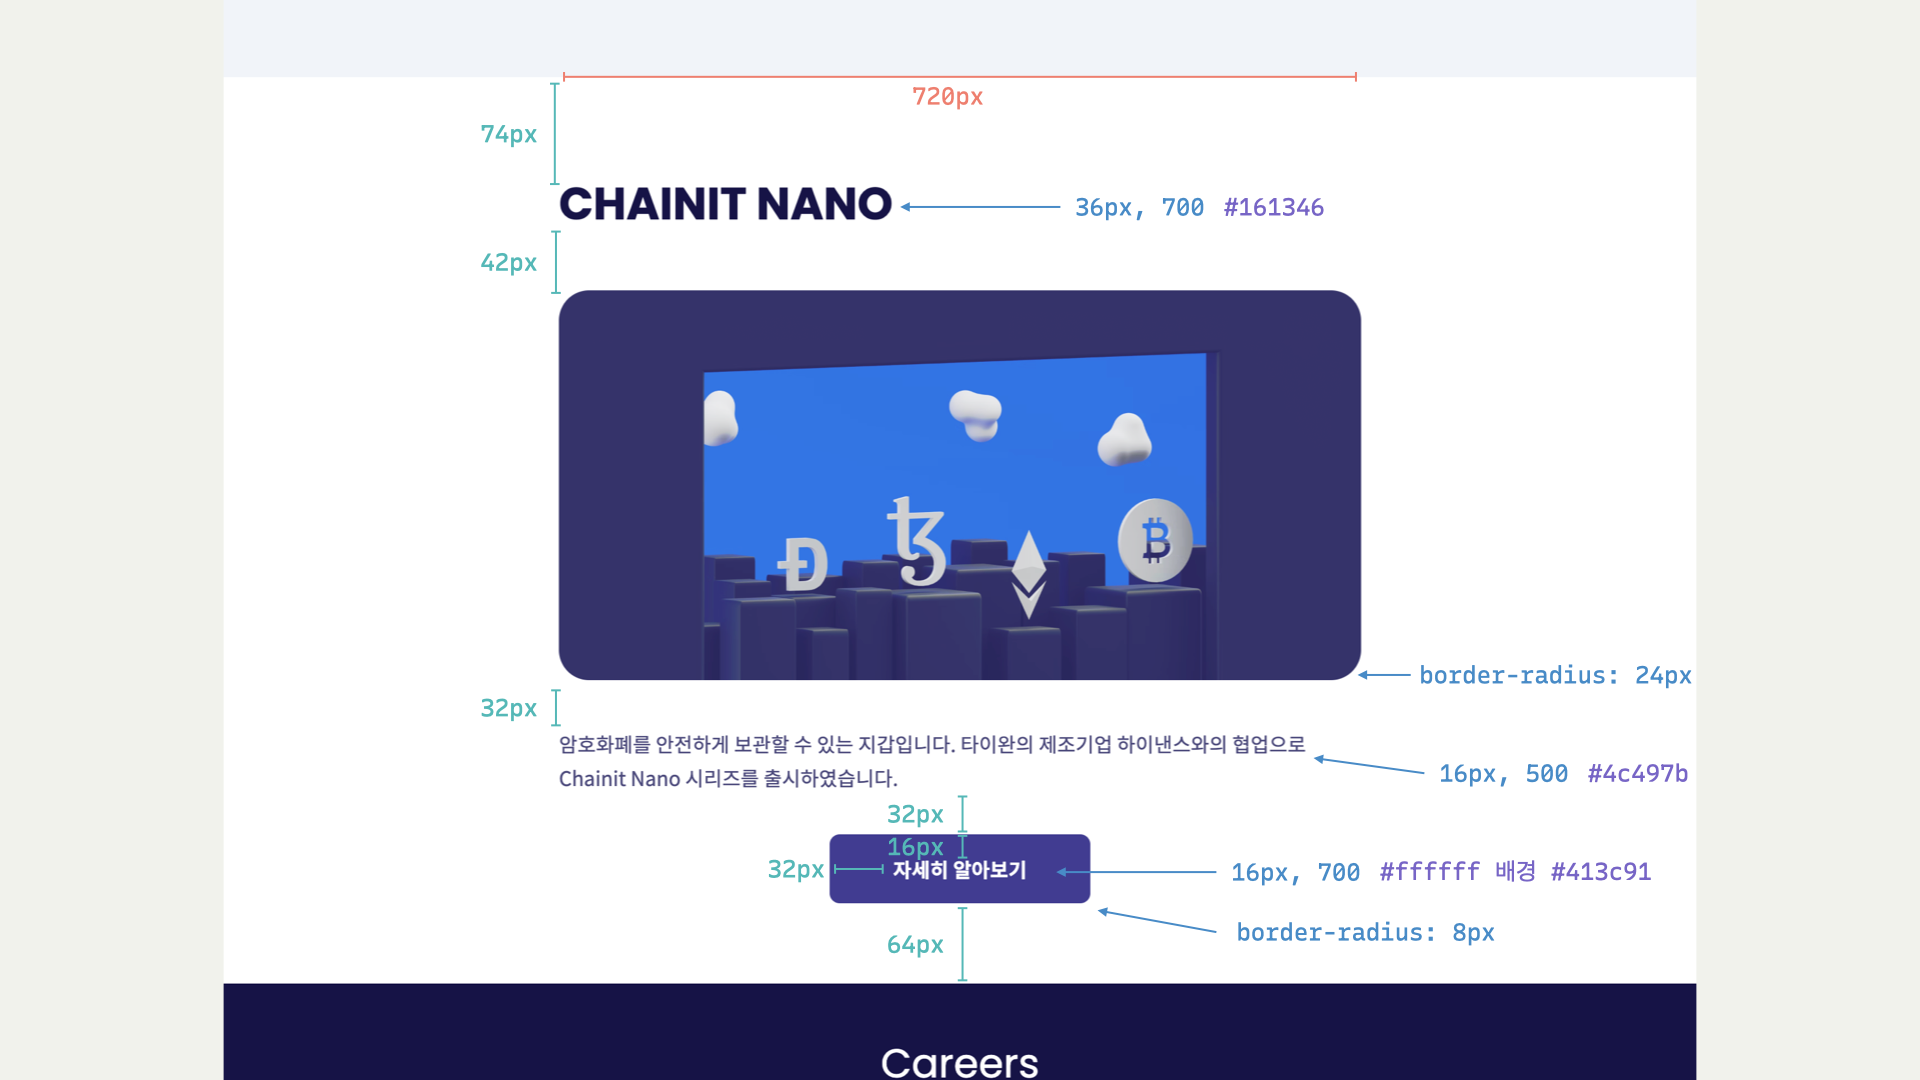 720px
74px
CHAINIT NANO
36px, 700 #161346
42px
border-radius: 24px
32px
암호화폐를 안전하게 보관할 수 있는 지갑입니다. 타이완의 제조기업 하이낸스와의 협업으로
Chainit Nano 시리즈를 출시하였습니다.
16px, 500 #4c497b
32px
16px
32px
자세히 알아보기
16px, 700 #ffffff 배경 #413c91
border-radius: 8px
64px
Careers